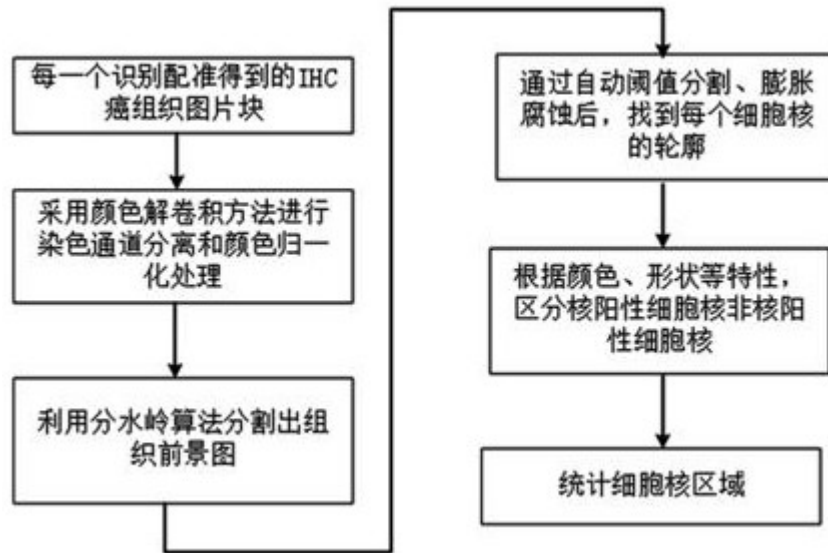 每一个识别配准得到的IHC
癌组织图片块
采用颜色解卷积方法进行
染色通道分离和颜色归一
化处理
利用分水岭算法分割出组
织前景图
通过自动阈值分割、膨胀
腐蚀后，找到每个细胞核
的轮廓
根据颜色、形状等特性，
区分核阳性细胞核非核阳
性细胞核
统计细胞核区域